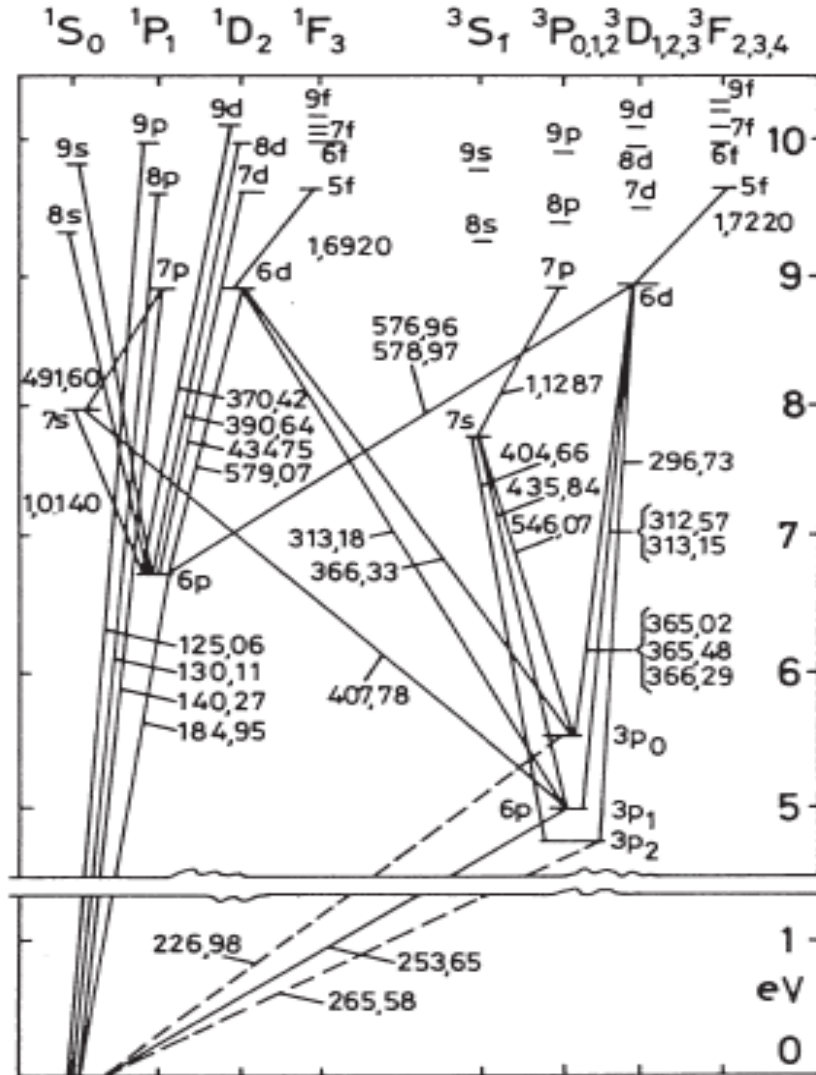 ¹S₀ ¹P₁ ¹D₂ ¹F₃ ³S₁ ³P₀,₁,₂ ³D₁,₂,₃ ³F₂,₃,₄
9d 9f 9f
9p 7f 9d 7f
9s 8d 6f 9s 9p 8d 6f 10
8p 7d 5f 7d 5f
8s 8s 8p
1,6920 1,7220
7p 6d 7p 6d 9
576,96
578,97
491,60
370,42 1,1287
7s 390,64 7s 8
43475 404,66 296,73
579,07 435,84
1,0140 546,07
313,18 312,57
313,15 7
366,33
6p
125,06 365,02
130,11 365,48
140,27 407,78 366,29 6
184,95
³p₀
6p ³p₁ 5
³p₂
226,98 253,65 1
265,58 eV
0